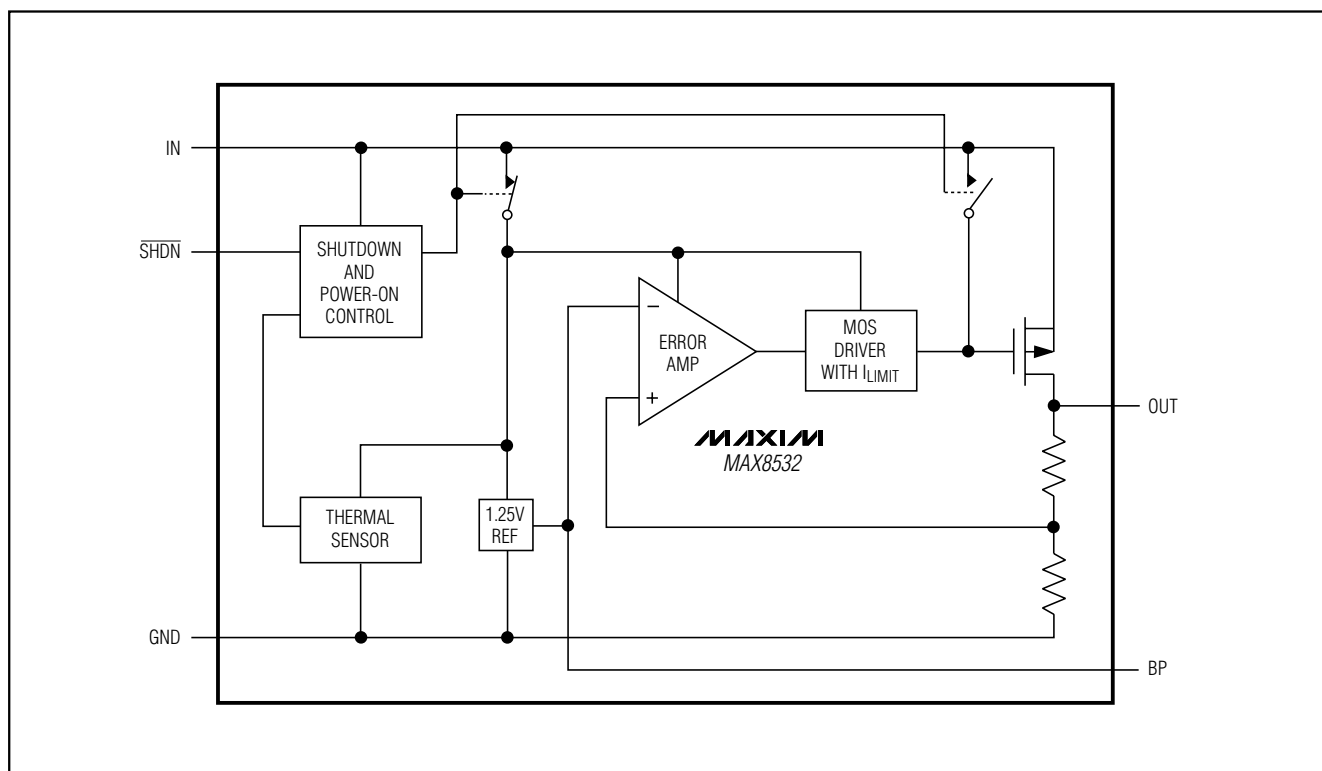 IN
SHDN
SHUTDOWN
AND
POWER-ON
CONTROL
−
ERROR
AMP
+
MOS
DRIVER
WITH ILIMIT
OUT
MAXIM
MAX8532
THERMAL
SENSOR
1.25V
REF
GND
BP